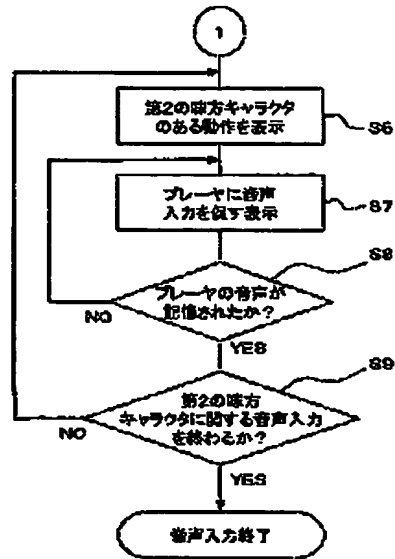 1
第2の味方キャラクタ
のある動作を表示
S6
プレーヤに音声
入力を促す表示
S7
プレーヤの音声が
記憶されたか?
S8
NO
YES
第2の味方
キャラクタに関する音声入力
を終わるか?
S9
NO
YES
音声入力終了